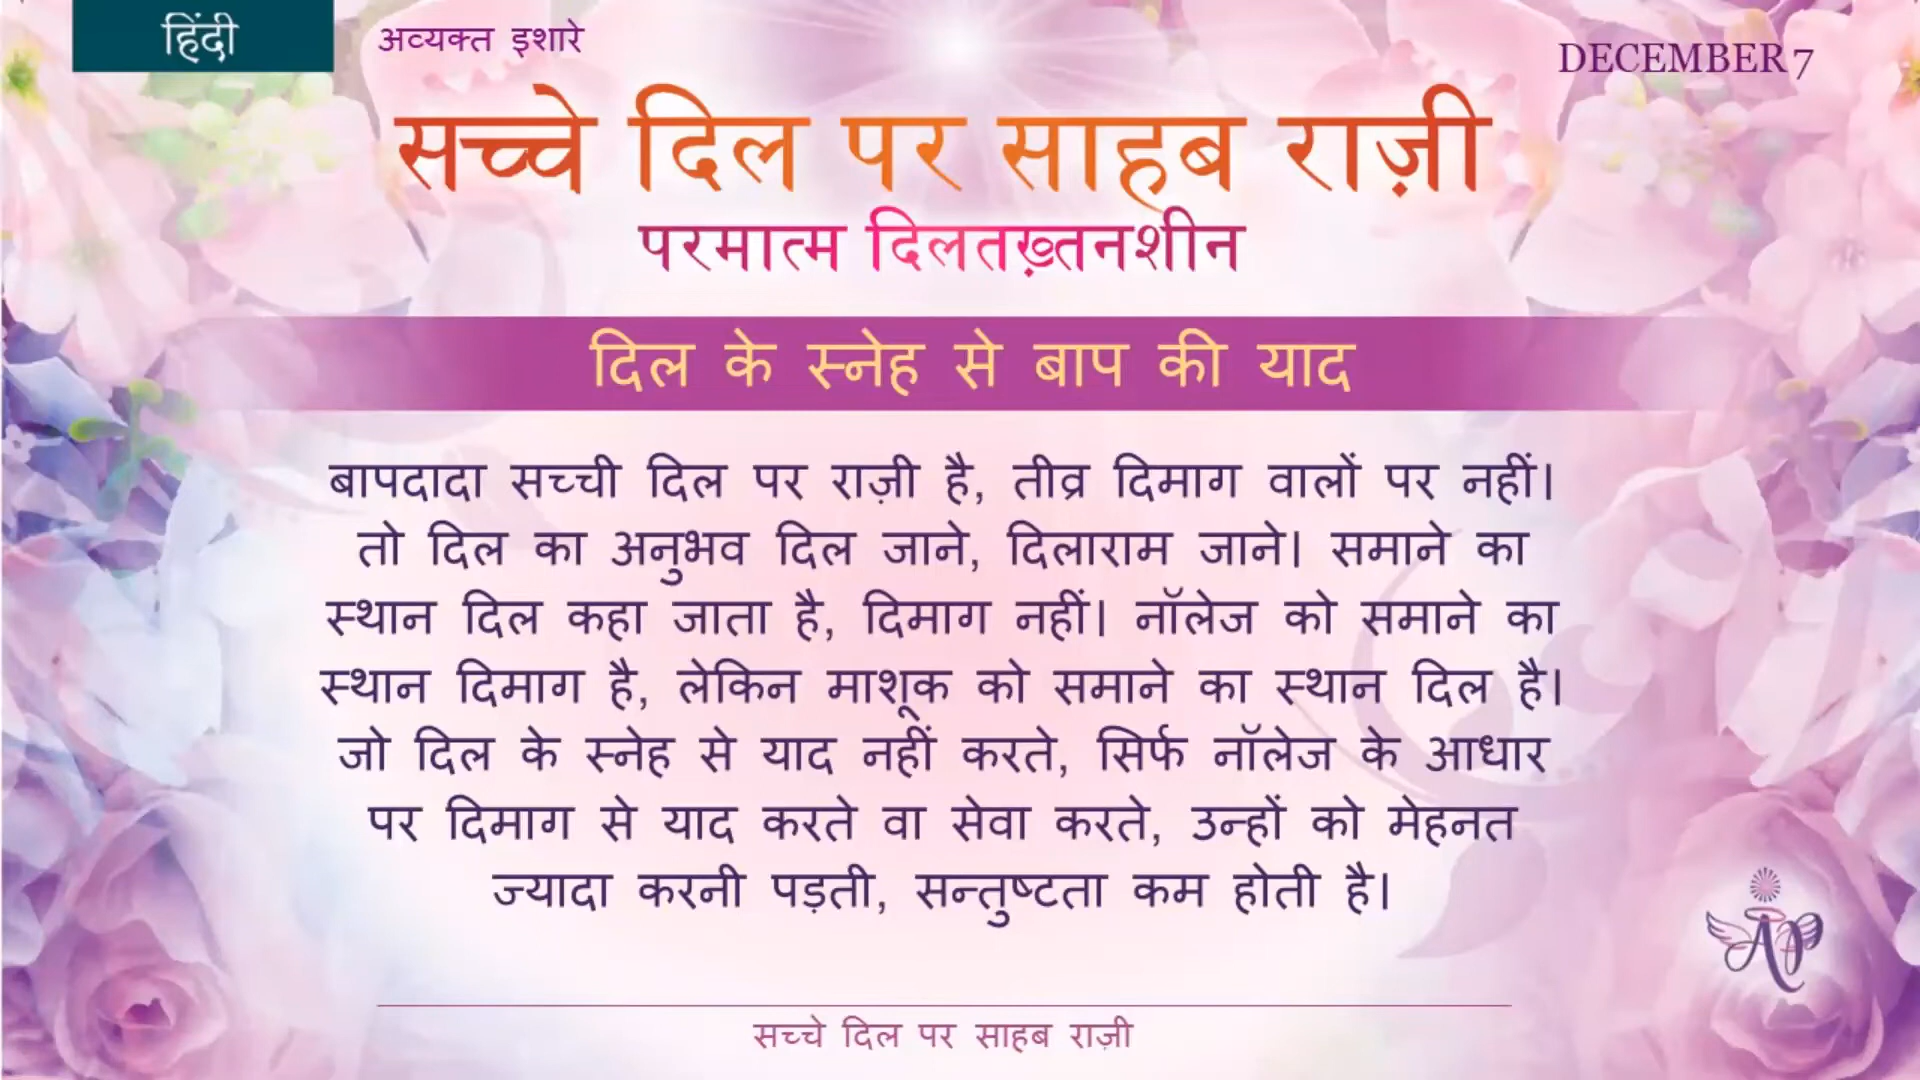 हिंदी
अव्यक्त इशारे
DECEMBER 7
सच्चे दिल पर साहब राज़ी
परमात्म दिलतख़्तनशीन
दिल के स्नेह से बाप की याद
बापदादा सच्ची दिल पर राज़ी है, तीव्र दिमाग वालों पर नहीं।
तो दिल का अनुभव दिल जाने, दिलाराम जाने। समाने का
स्थान दिल कहा जाता है, दिमाग नहीं। नॉलेज को समाने का
स्थान दिमाग है, लेकिन माशूक को समाने का स्थान दिल है।
जो दिल के स्नेह से याद नहीं करते, सिर्फ नॉलेज के आधार
पर दिमाग से याद करते वा सेवा करते, उन्हों को मेहनत
ज्यादा करनी पड़ती, सन्तुष्टता कम होती है।
AP
सच्चे दिल पर साहब राज़ी